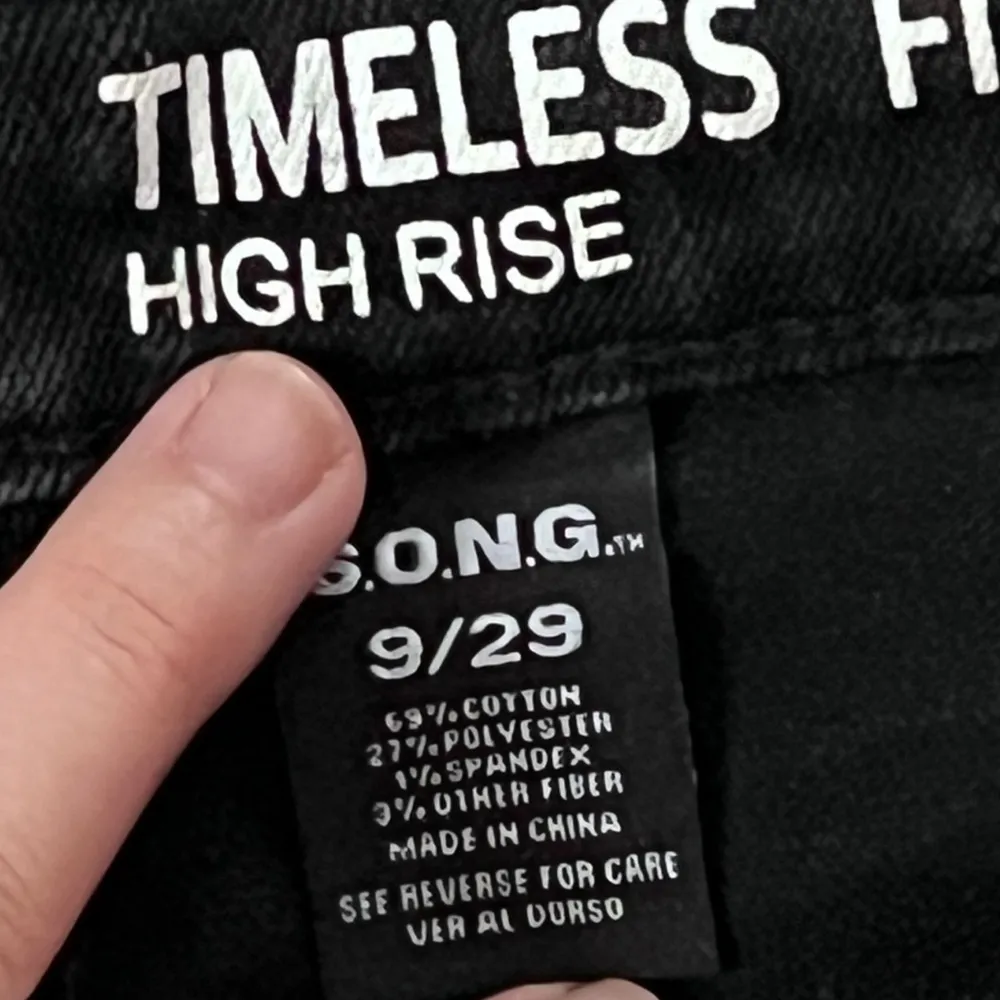 TIMELESS
HIGH RISE
S.O.N.G.™
9/29
69% COTTON
27% POLYESTER
1% SPANDEX
3% OTHER FIBER
MADE IN CHINA
SEE REVERSE FOR CARE
VER AL DORSO